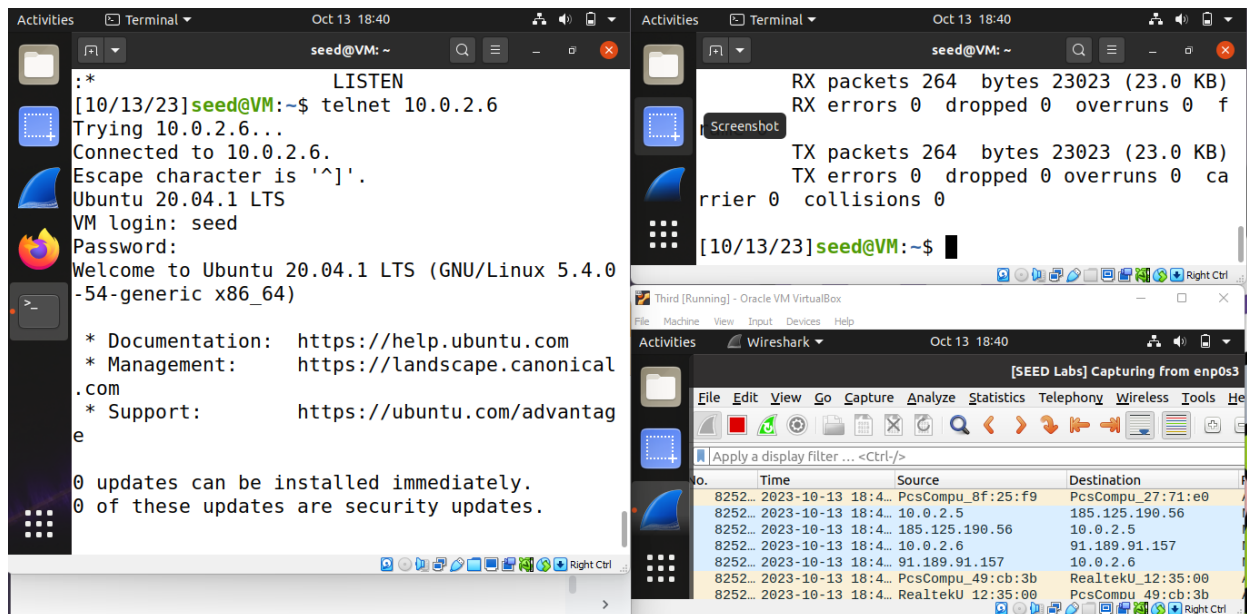 Activities Terminal ▾ Oct 13 18:40
seed@VM: ~
:* LISTEN
[10/13/23]seed@VM:~$ telnet 10.0.2.6
Trying 10.0.2.6...
Connected to 10.0.2.6.
Escape character is '^]'.
Ubuntu 20.04.1 LTS
VM login: seed
Password:
Welcome to Ubuntu 20.04.1 LTS (GNU/Linux 5.4.0
-54-generic x86_64)
* Documentation: https://help.ubuntu.com
* Management: https://landscape.canonical
.com
* Support: https://ubuntu.com/advantag
e
0 updates can be installed immediately.
0 of these updates are security updates.
Right Ctrl
Activities Terminal ▾ Oct 13 18:40
seed@VM: ~
RX packets 264 bytes 23023 (23.0 KB)
RX errors 0 dropped 0 overruns 0 f
Screenshot
TX packets 264 bytes 23023 (23.0 KB)
TX errors 0 dropped 0 overruns 0 ca
rrier 0 collisions 0
[10/13/23]seed@VM:~$
Right Ctrl
Third [Running] - Oracle VM VirtualBox
File Machine View Input Devices Help
Activities Wireshark ▾ Oct 13 18:40
[SEED Labs] Capturing from enp0s3
File Edit View Go Capture Analyze Statistics Telephony Wireless Tools He
Apply a display filter ... <Ctrl-/>
No. Time Source Destination
8252… 2023-10-13 18:4… PcsCompu_8f:25:f9 PcsCompu_27:71:e0
8252… 2023-10-13 18:4… 10.0.2.5 185.125.190.56
8252… 2023-10-13 18:4… 185.125.190.56 10.0.2.5
8252… 2023-10-13 18:4… 10.0.2.6 91.189.91.157
8252… 2023-10-13 18:4… 91.189.91.157 10.0.2.6
8252… 2023-10-13 18:4… PcsCompu_49:cb:3b RealtekU_12:35:00
8252… 2023-10-13 18:4… RealtekU_12:35:00 PcsCompu_49:cb:3b
Right Ctrl